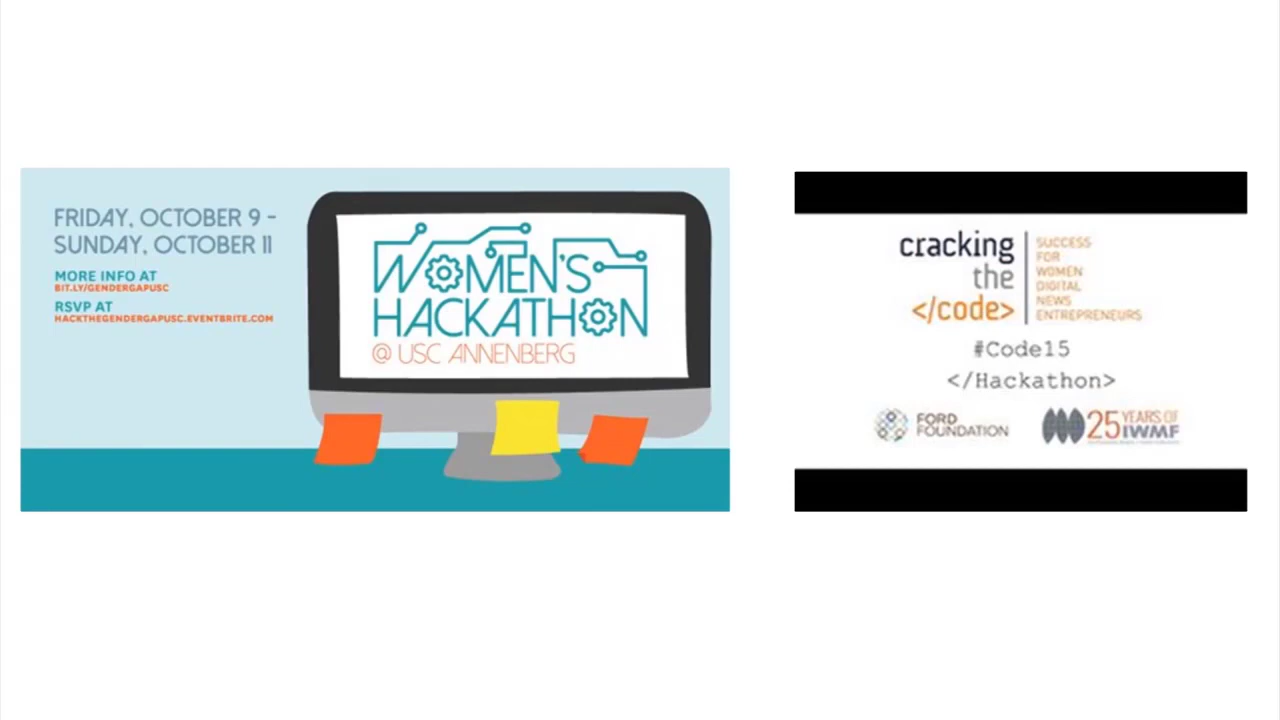 FRIDAY, OCTOBER 9 -
SUNDAY, OCTOBER 11
MORE INFO AT
BIT.LY/GENDERGAPUSC
RSVP AT
HACKTHEGENDERGAPUSC.EVENTBRITE.COM
WOMEN'S
HACKATHON
@ USC ANNENBERG
cracking
the
</code>
SUCCESS
FOR
WOMEN
DIGITAL
NEWS
ENTREPRENEURS
#Code15
</Hackathon>
FORD
FOUNDATION
25 YEARS OF
IWMF